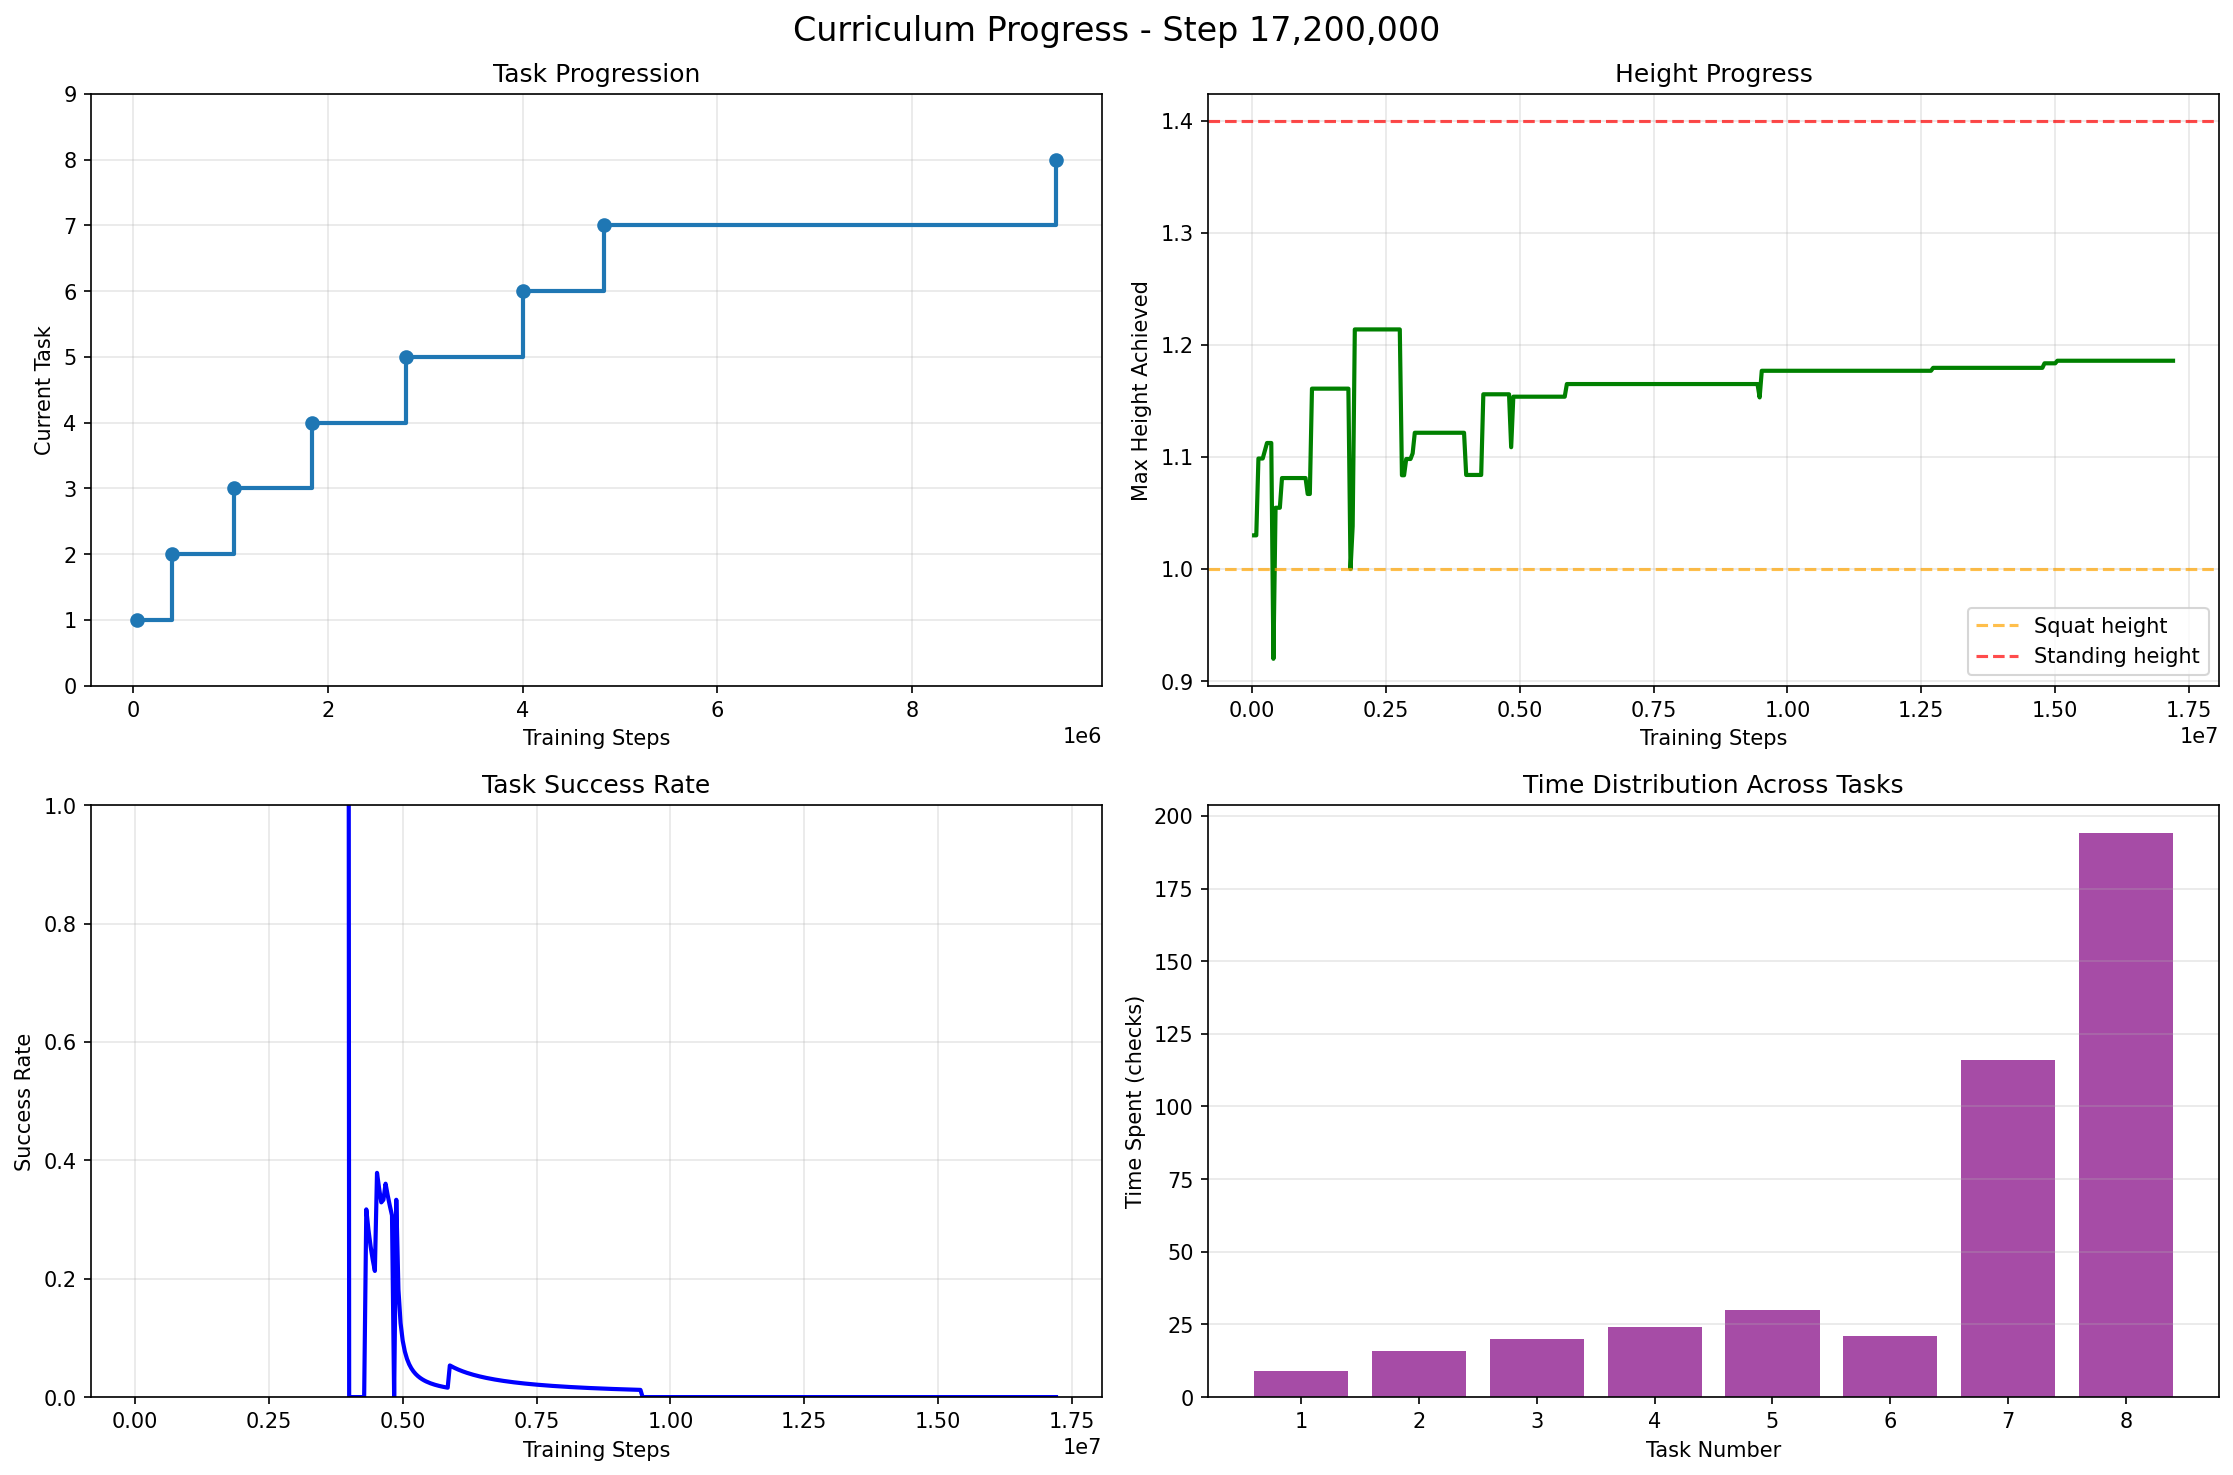 Curriculum Progress - Step 17,200,000
Task Progression
9
8
7
6
5
4
3
2
1
0
Current Task
0 2 4 6 8
1e6
Training Steps
Height Progress
1.4
1.3
1.2
1.1
1.0
0.9
Max Height Achieved
Squat height
Standing height
0.00 0.25 0.50 0.75 1.00 1.25 1.50 1.75
1e7
Training Steps
Task Success Rate
1.0
0.8
0.6
0.4
0.2
0.0
Success Rate
0.00 0.25 0.50 0.75 1.00 1.25 1.50 1.75
1e7
Training Steps
Time Distribution Across Tasks
200
175
150
125
100
75
50
25
0
Time Spent (checks)
1 2 3 4 5 6 7 8
Task Number